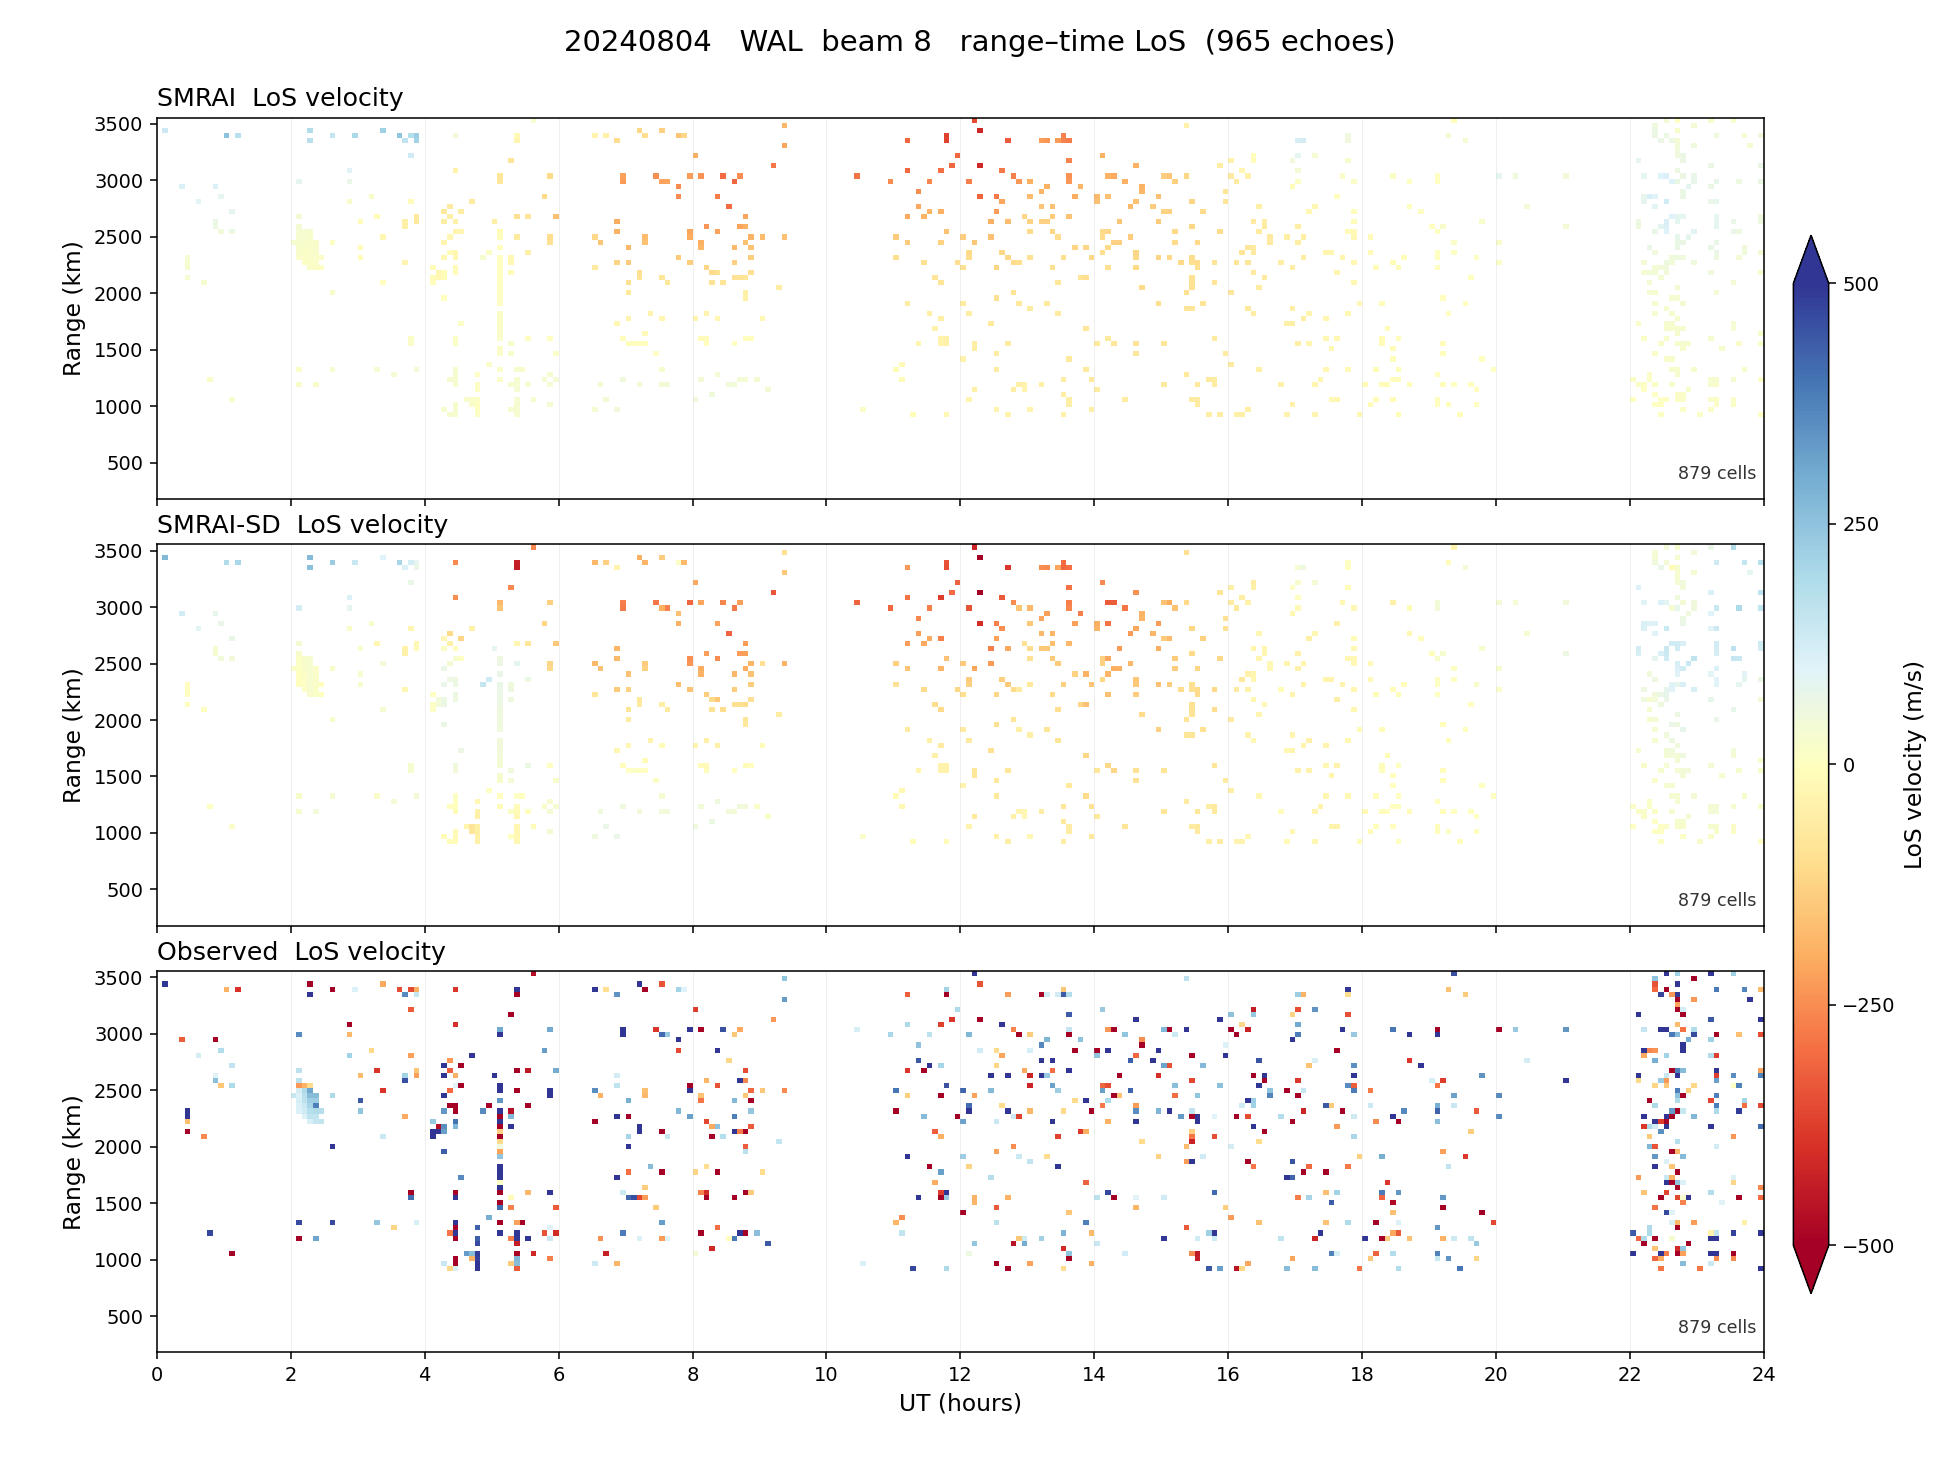 20240804   WAL  beam 8   range–time LoS  (965 echoes)
SMRAI  LoS velocity
3500
3000
2500
2000
1500
1000
500
Range (km)
879 cells
SMRAI-SD  LoS velocity
3500
3000
2500
2000
1500
1000
500
Range (km)
879 cells
Observed  LoS velocity
3500
3000
2500
2000
1500
1000
500
Range (km)
879 cells
0 2 4 6 8 10 12 14 16 18 20 22 24
UT (hours)
500
250
0
−250
−500
LoS velocity (m/s)